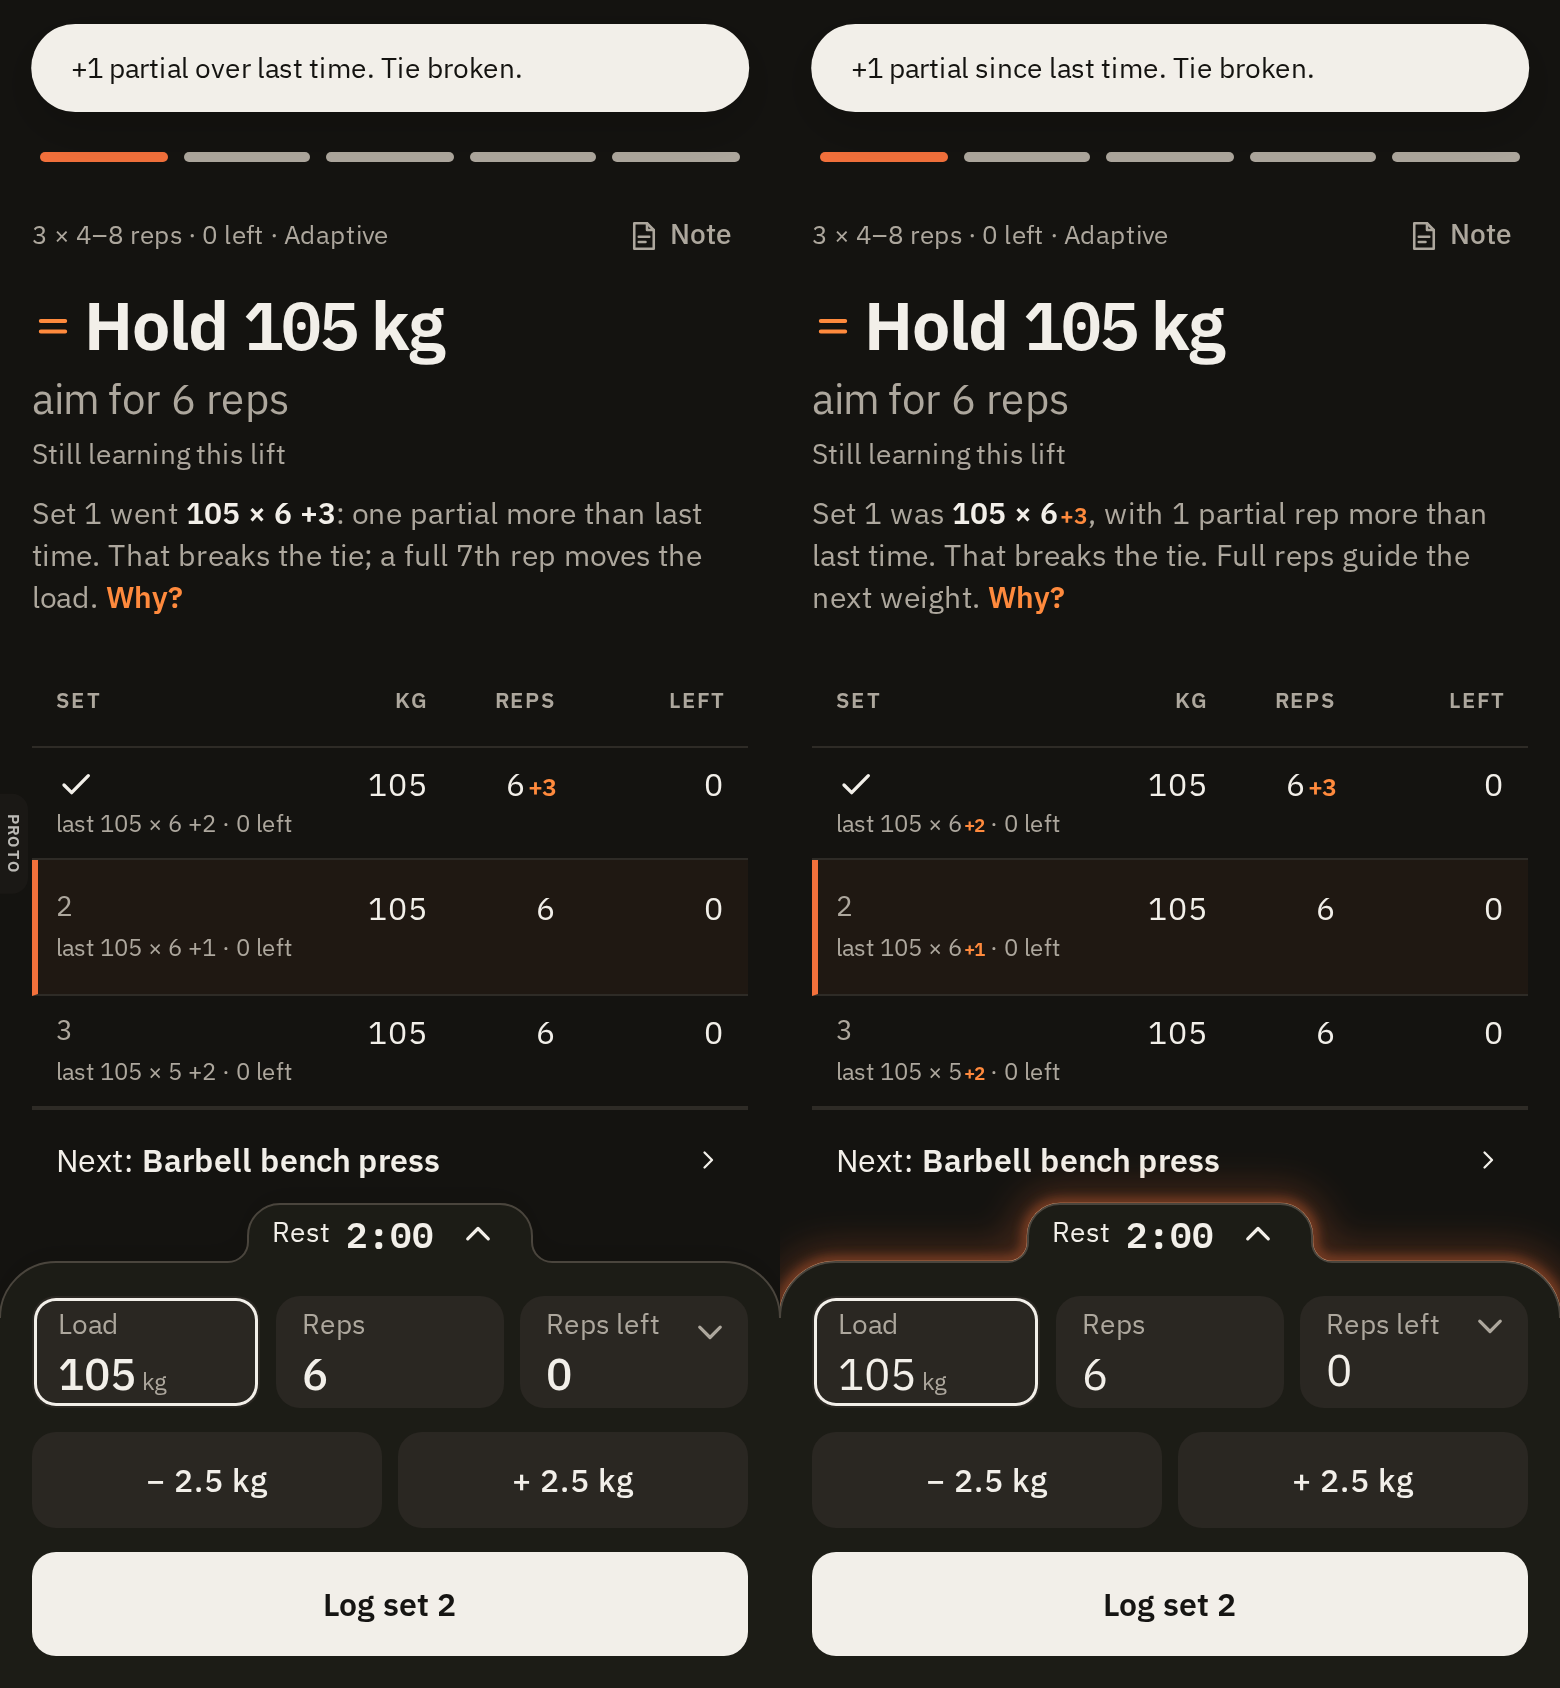 +1 partial over last time. Tie broken.
3 × 4–8 reps · 0 left · Adaptive
Note
= Hold 105 kg
aim for 6 reps
Still learning this lift
Set 1 went 105 × 6 +3: one partial more than last
time. That breaks the tie; a full 7th rep moves the
load. Why?
SET KG REPS LEFT
105 6 +3 0
last 105 × 6 +2 · 0 left
PROTO
2 105 6 0
last 105 × 6 +1 · 0 left
3 105 6 0
last 105 × 5 +2 · 0 left
Next: Barbell bench press
Rest 2:00
Load Reps Reps left
105 kg 6 0
– 2.5 kg + 2.5 kg
Log set 2
+1 partial since last time. Tie broken.
3 × 4–8 reps · 0 left · Adaptive
Note
= Hold 105 kg
aim for 6 reps
Still learning this lift
Set 1 was 105 × 6 +3, with 1 partial rep more than
last time. That breaks the tie. Full reps guide the
next weight. Why?
SET KG REPS LEFT
105 6 +3 0
last 105 × 6 +2 · 0 left
2 105 6 0
last 105 × 6 +1 · 0 left
3 105 6 0
last 105 × 5 +2 · 0 left
Next: Barbell bench press
Rest 2:00
Load Reps Reps left
105 kg 6 0
– 2.5 kg + 2.5 kg
Log set 2